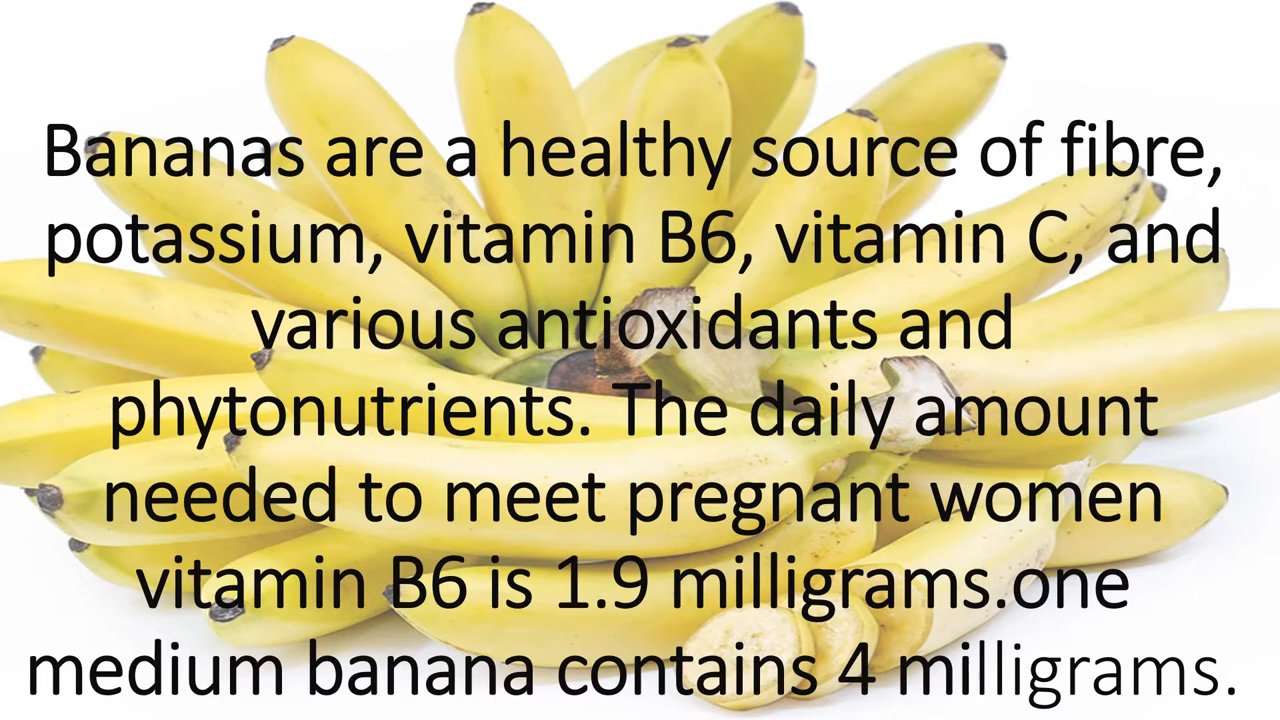 Bananas are a healthy source of fibre,
potassium, vitamin B6, vitamin C, and
various antioxidants and
phytonutrients. The daily amount
needed to meet pregnant women
vitamin B6 is 1.9 milligrams.one
medium banana contains 4 milligrams.